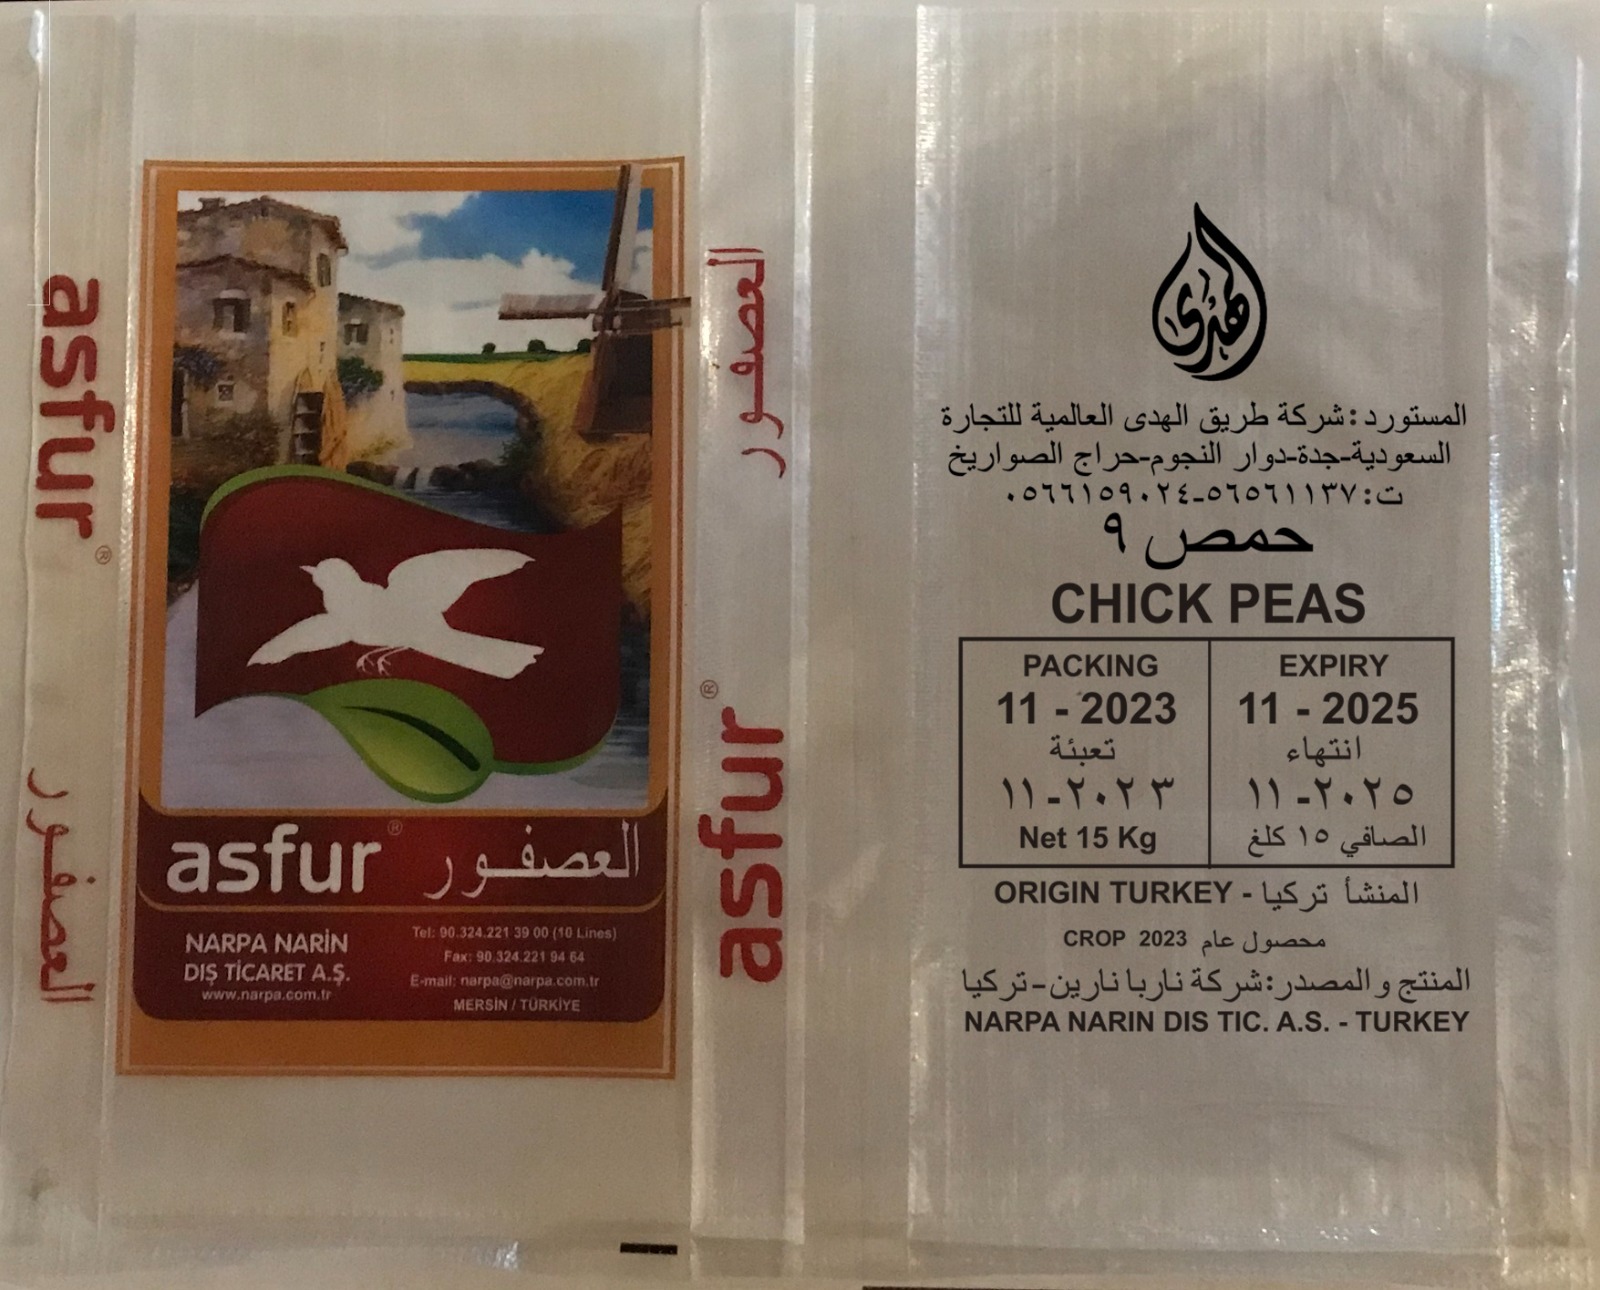 asfur®
العصفور
العصفور
asfur®
asfur® العصفور
NARPA NARİN
DIŞ TİCARET A.Ş.
www.narpa.com.tr
Tel: 90.324.221 39 00 (10 Lines)
Fax: 90.324.221 94 64
E-mail: narpa@narpa.com.tr
MERSİN / TÜRKİYE
الهدى
المستورد:شركة طريق الهدى العالمية للتجارة
السعودية-جدة-دوار النجوم-حراج الصواريخ
ت:٥٦٥٦١١٣٧-٠٥٦٦١٥٩٠٢٤
حمص ٩
CHICK PEAS
PACKING
11 - 2023
تعبئة
١١-٢٠٢٣
Net 15 Kg
EXPIRY
11 - 2025
انتهاء
١١-٢٠٢٥
الصافي ١٥ كلغ
ORIGIN TURKEY - المنشأ تركيا
CROP 2023 محصول عام
المنتج و المصدر:شركة ناربا نارين-تركيا
NARPA NARIN DIS TIC. A.S. - TURKEY